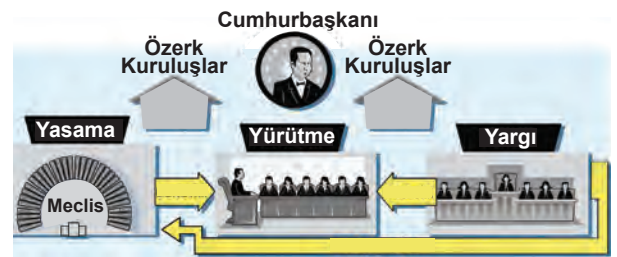 Cumhurbaşkanı
Özerk
Kuruluşlar
Özerk
Kuruluşlar
Yasama
Yürütme
Yargı
Meclis